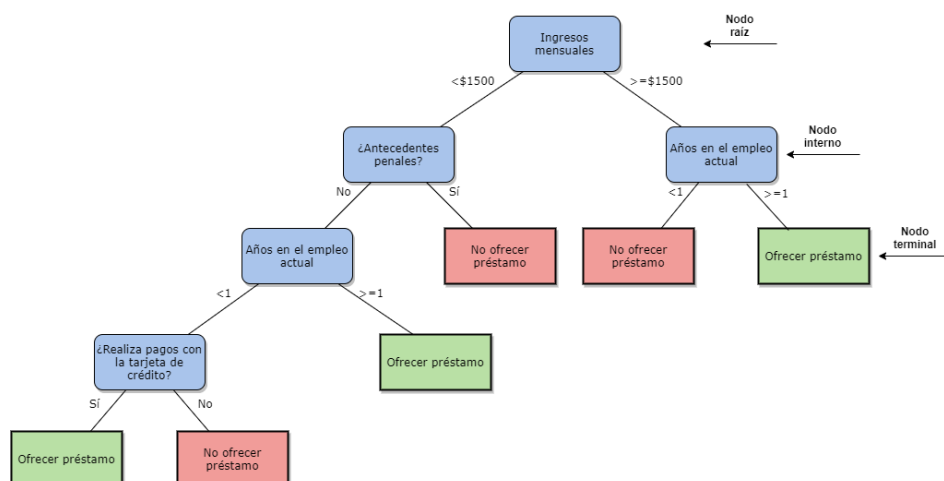 Nodo
raíz
Ingresos
mensuales
<$1500
>=$1500
Nodo
interno
¿Antecedentes
penales?
Años en el empleo
actual
No
Sí
<1
>=1
Nodo
terminal
Años en el empleo
actual
No ofrecer
préstamo
No ofrecer
préstamo
Ofrecer préstamo
<1
>=1
¿Realiza pagos con
la tarjeta de
crédito?
Ofrecer préstamo
Sí
No
Ofrecer préstamo
No ofrecer
préstamo